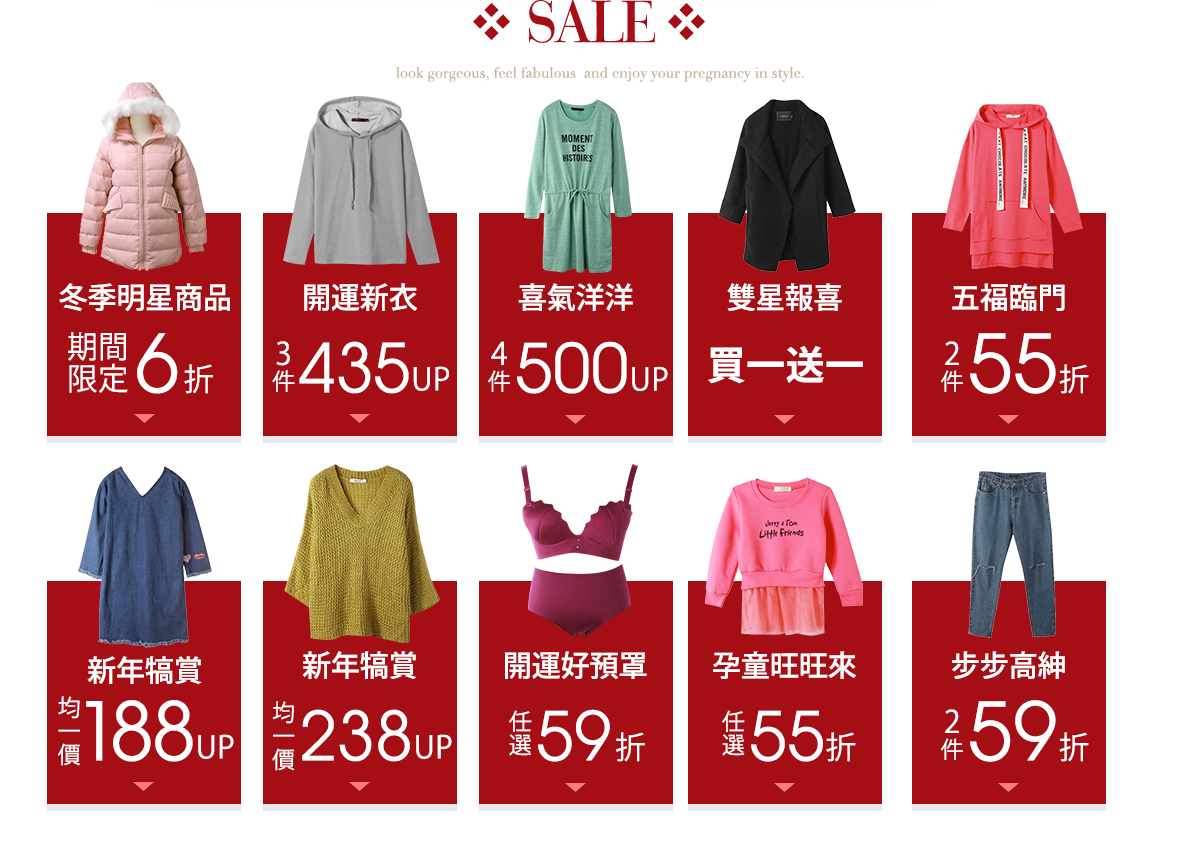 SALE
look gorgeous, feel fabulous and enjoy your pregnancy in style.
MOMENT
DES
HISTOIRES
冬季明星商品
期間
限定
6折
開運新衣
3件
435UP
喜氣洋洋
4件
500UP
雙星報喜
買一送一
五福臨門
2件
55折
新年犒賞
均一價
188UP
新年犒賞
均一價
238UP
開運好預罩
任選
59折
Jerry & Tom
Little friends
孕童旺旺來
任選
55折
步步高紳
2件
59折